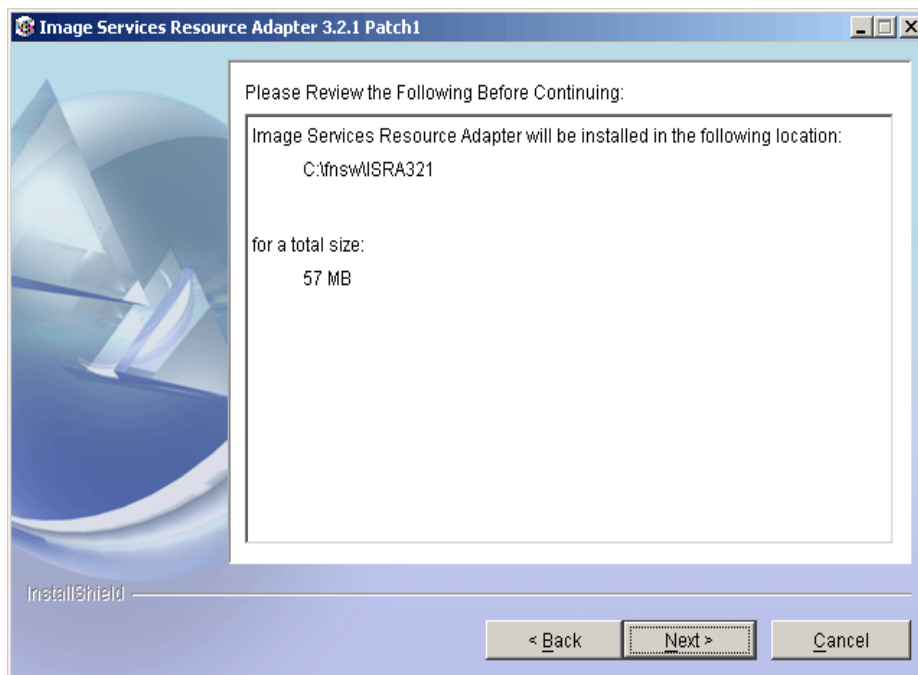 Image Services Resource Adapter 3.2.1 Patch1
Please Review the Following Before Continuing:
Image Services Resource Adapter will be installed in the following location:
C:\fnsw\ISRA321
for a total size:
57 MB
InstallShield
< Back
Next >
Cancel